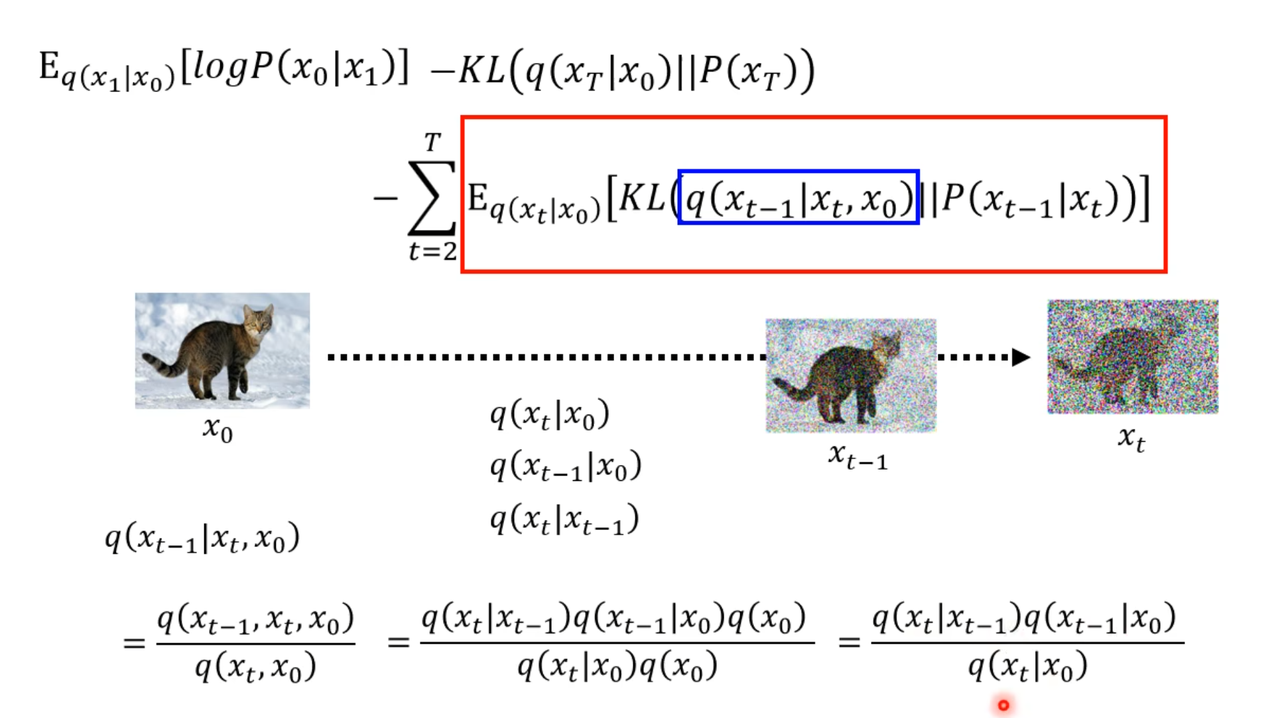 E_{q(x_1|x_0)}[logP(x_0|x_1)] −KL(q(x_T|x_0)||P(x_T))
−∑_{t=2}^{T} E_{q(x_t|x_0)}[KL(q(x_{t−1}|x_t, x_0)||P(x_{t−1}|x_t))]
x_0
x_{t−1}
x_t
q(x_t|x_0)
q(x_{t−1}|x_0)
q(x_t|x_{t−1})
q(x_{t−1}|x_t, x_0)
= \frac{q(x_{t−1}, x_t, x_0)}{q(x_t, x_0)} = \frac{q(x_t|x_{t−1})q(x_{t−1}|x_0)q(x_0)}{q(x_t|x_0)q(x_0)} = \frac{q(x_t|x_{t−1})q(x_{t−1}|x_0)}{q(x_t|x_0)}